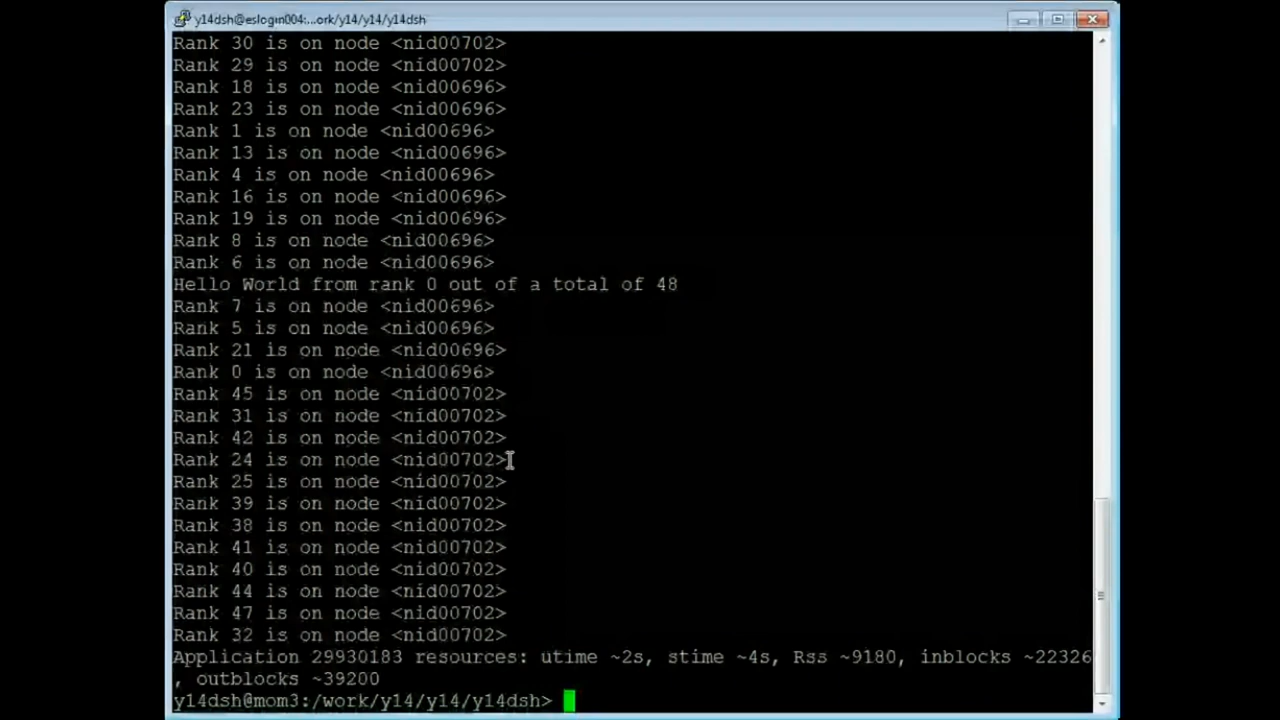 y14dsh@eslogin004:...ork/y14/y14/y14dsh
Rank 30 is on node <nid00702>
Rank 29 is on node <nid00702>
Rank 18 is on node <nid00696>
Rank 23 is on node <nid00696>
Rank 1 is on node <nid00696>
Rank 13 is on node <nid00696>
Rank 4 is on node <nid00696>
Rank 16 is on node <nid00696>
Rank 19 is on node <nid00696>
Rank 8 is on node <nid00696>
Rank 6 is on node <nid00696>
Hello World from rank 0 out of a total of 48
Rank 7 is on node <nid00696>
Rank 5 is on node <nid00696>
Rank 21 is on node <nid00696>
Rank 0 is on node <nid00696>
Rank 45 is on node <nid00702>
Rank 31 is on node <nid00702>
Rank 42 is on node <nid00702>
Rank 24 is on node <nid00702>
Rank 25 is on node <nid00702>
Rank 39 is on node <nid00702>
Rank 38 is on node <nid00702>
Rank 41 is on node <nid00702>
Rank 40 is on node <nid00702>
Rank 44 is on node <nid00702>
Rank 47 is on node <nid00702>
Rank 32 is on node <nid00702>
Application 29930183 resources: utime ~2s, stime ~4s, Rss ~9180, inblocks ~22326
, outblocks ~39200
y14dsh@mom3:/work/y14/y14/y14dsh>